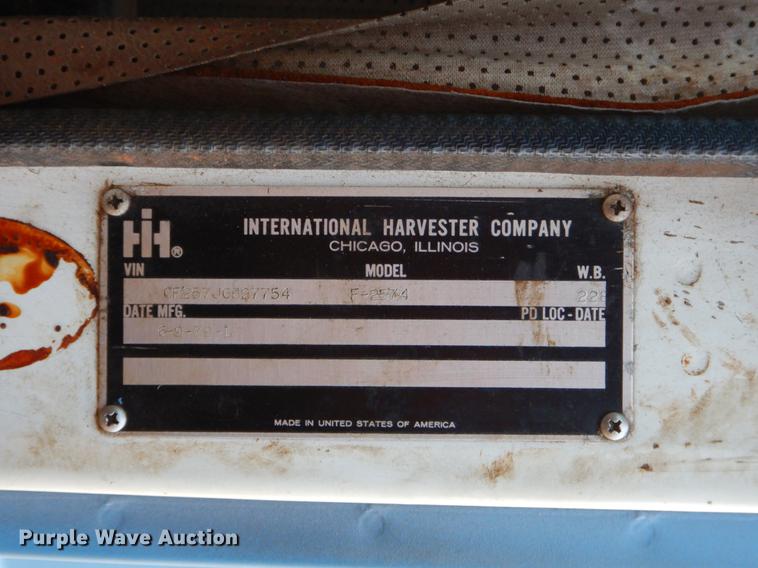 IH®
INTERNATIONAL HARVESTER COMPANY
CHICAGO, ILLINOIS
VIN MODEL W.B.
DATE MFG. PD LOC-DATE
MADE IN UNITED STATES OF AMERICA
Purple Wave Auction